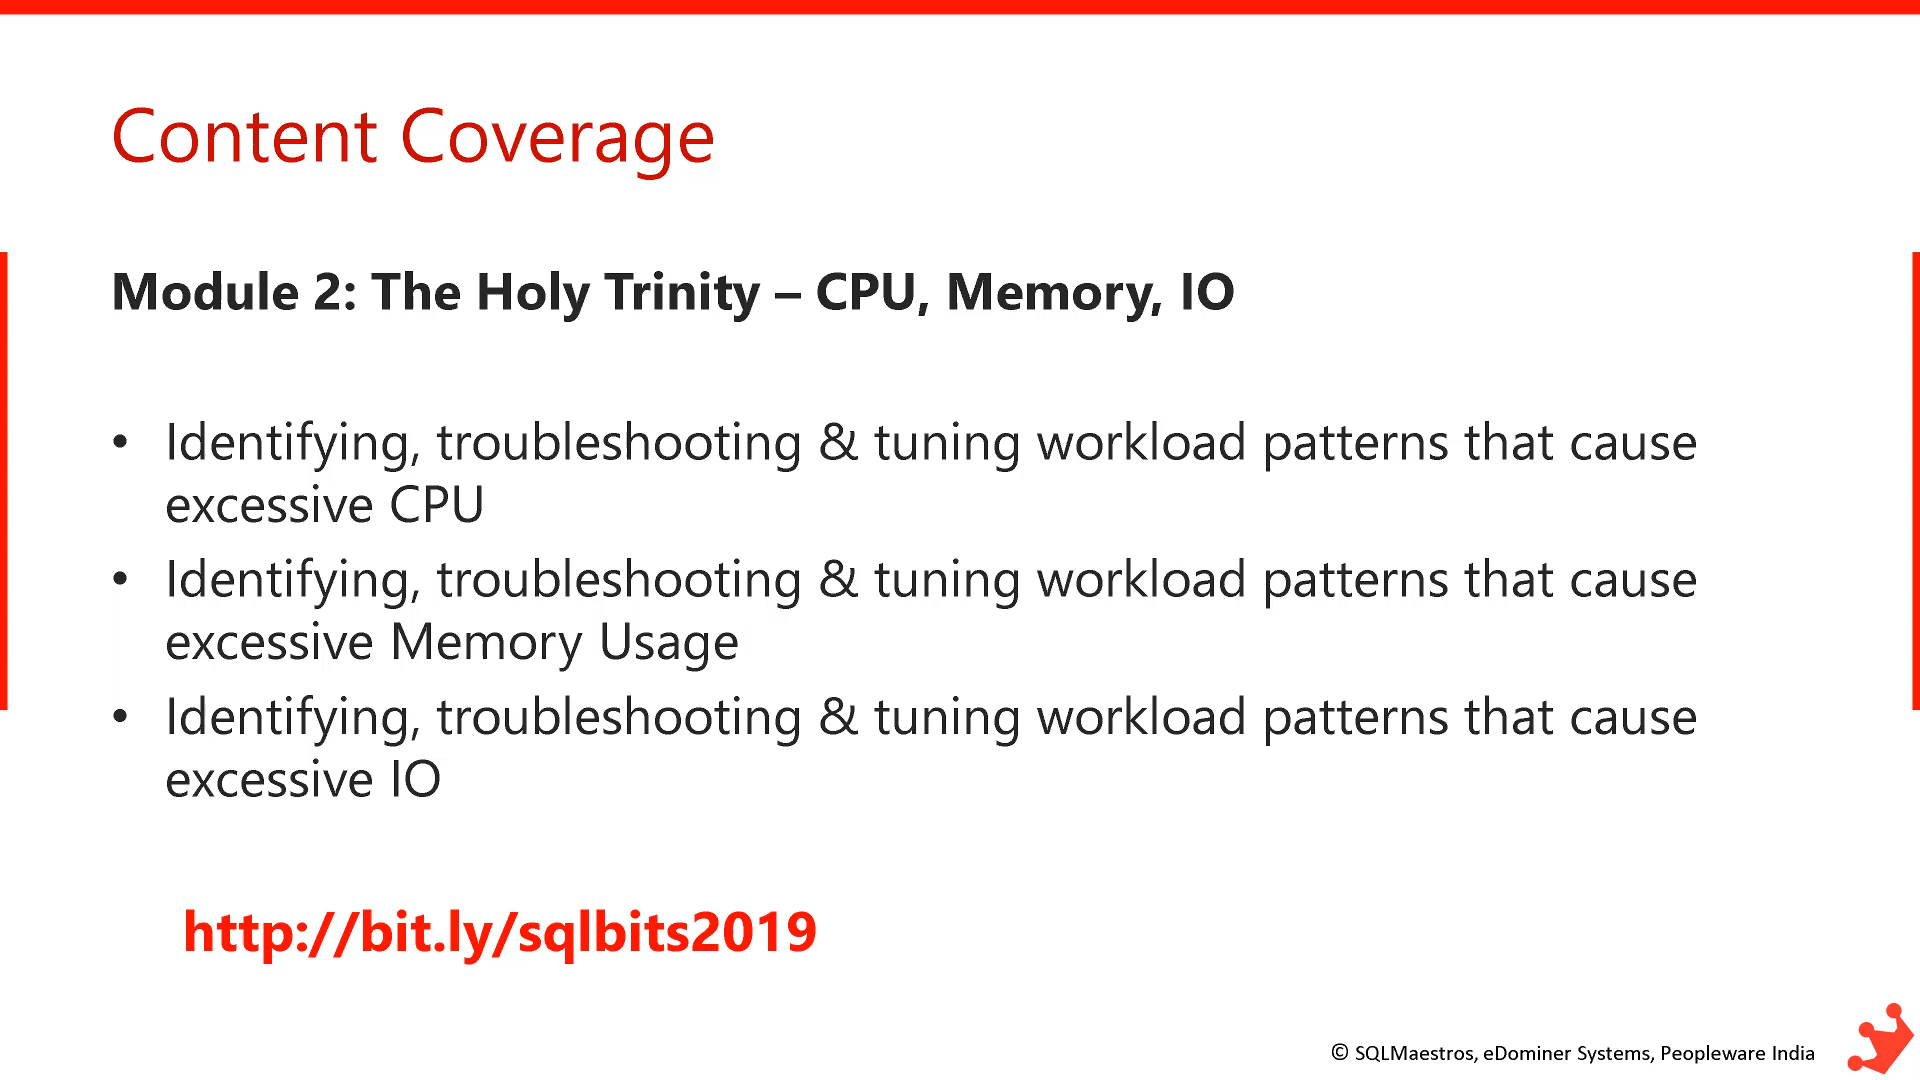 Content Coverage
Module 2: The Holy Trinity – CPU, Memory, IO
• Identifying, troubleshooting & tuning workload patterns that cause
excessive CPU
• Identifying, troubleshooting & tuning workload patterns that cause
excessive Memory Usage
• Identifying, troubleshooting & tuning workload patterns that cause
excessive IO
http://bit.ly/sqlbits2019
© SQLMaestros, eDominer Systems, Peopleware India